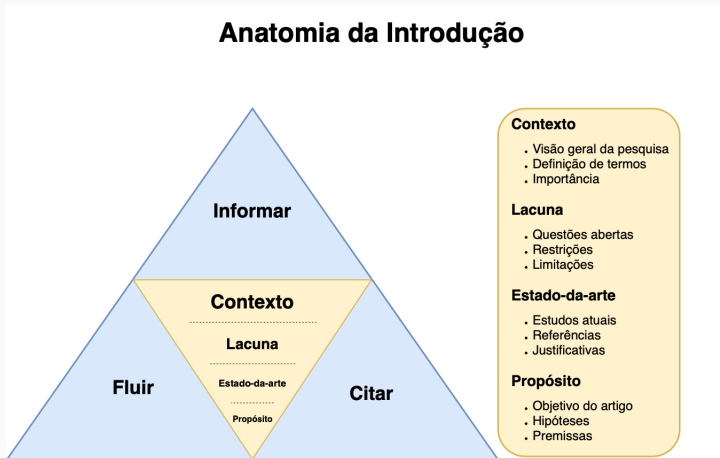 Anatomia da Introdução
Informar
Contexto
Lacuna
Estado-da-arte
Propósito
Fluir
Citar
Contexto
• Visão geral da pesquisa
• Definição de termos
• Importância
Lacuna
• Questões abertas
• Restrições
• Limitações
Estado-da-arte
• Estudos atuais
• Referências
• Justificativas
Propósito
• Objetivo do artigo
• Hipóteses
• Premissas